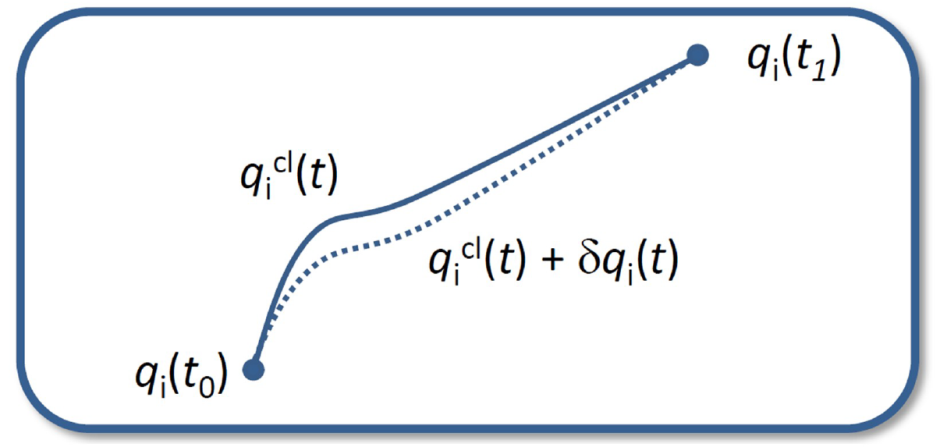 qᵢ(t₁)
qᵢᶜˡ(t)
qᵢᶜˡ(t) + δqᵢ(t)
qᵢ(t₀)